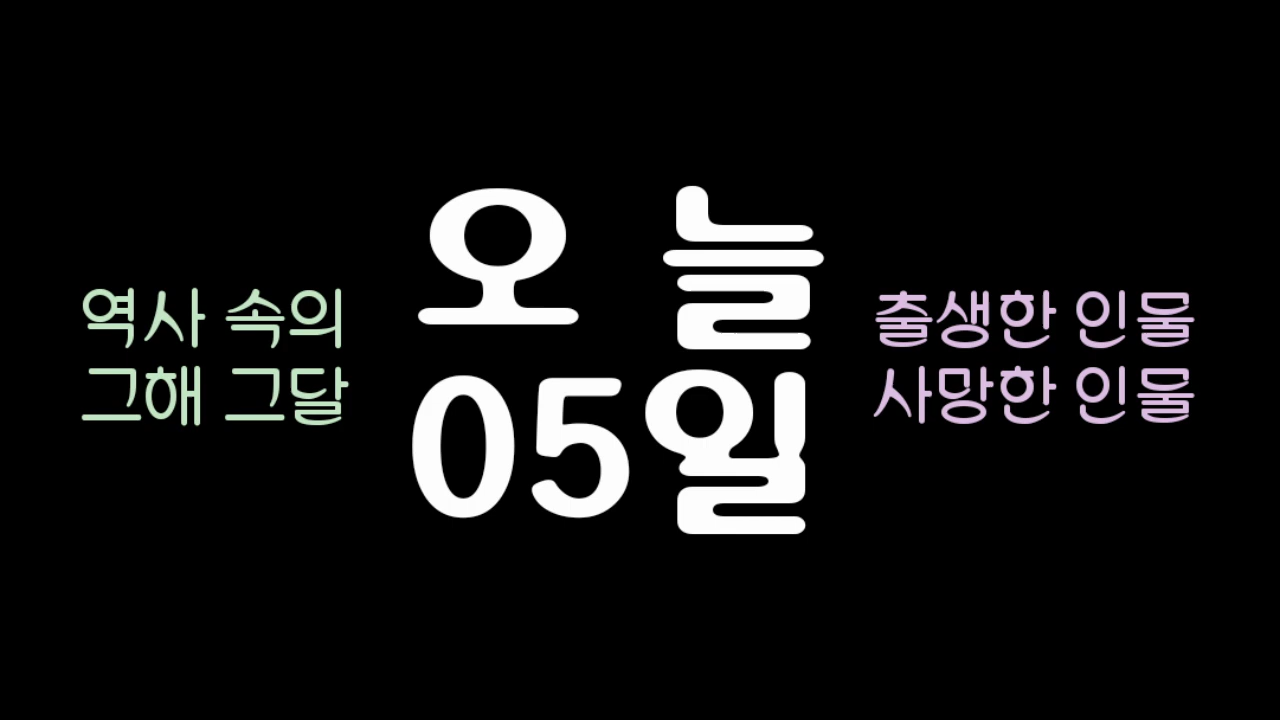 역사 속의
그해 그달
오 늘
05일
출생한 인물
사망한 인물